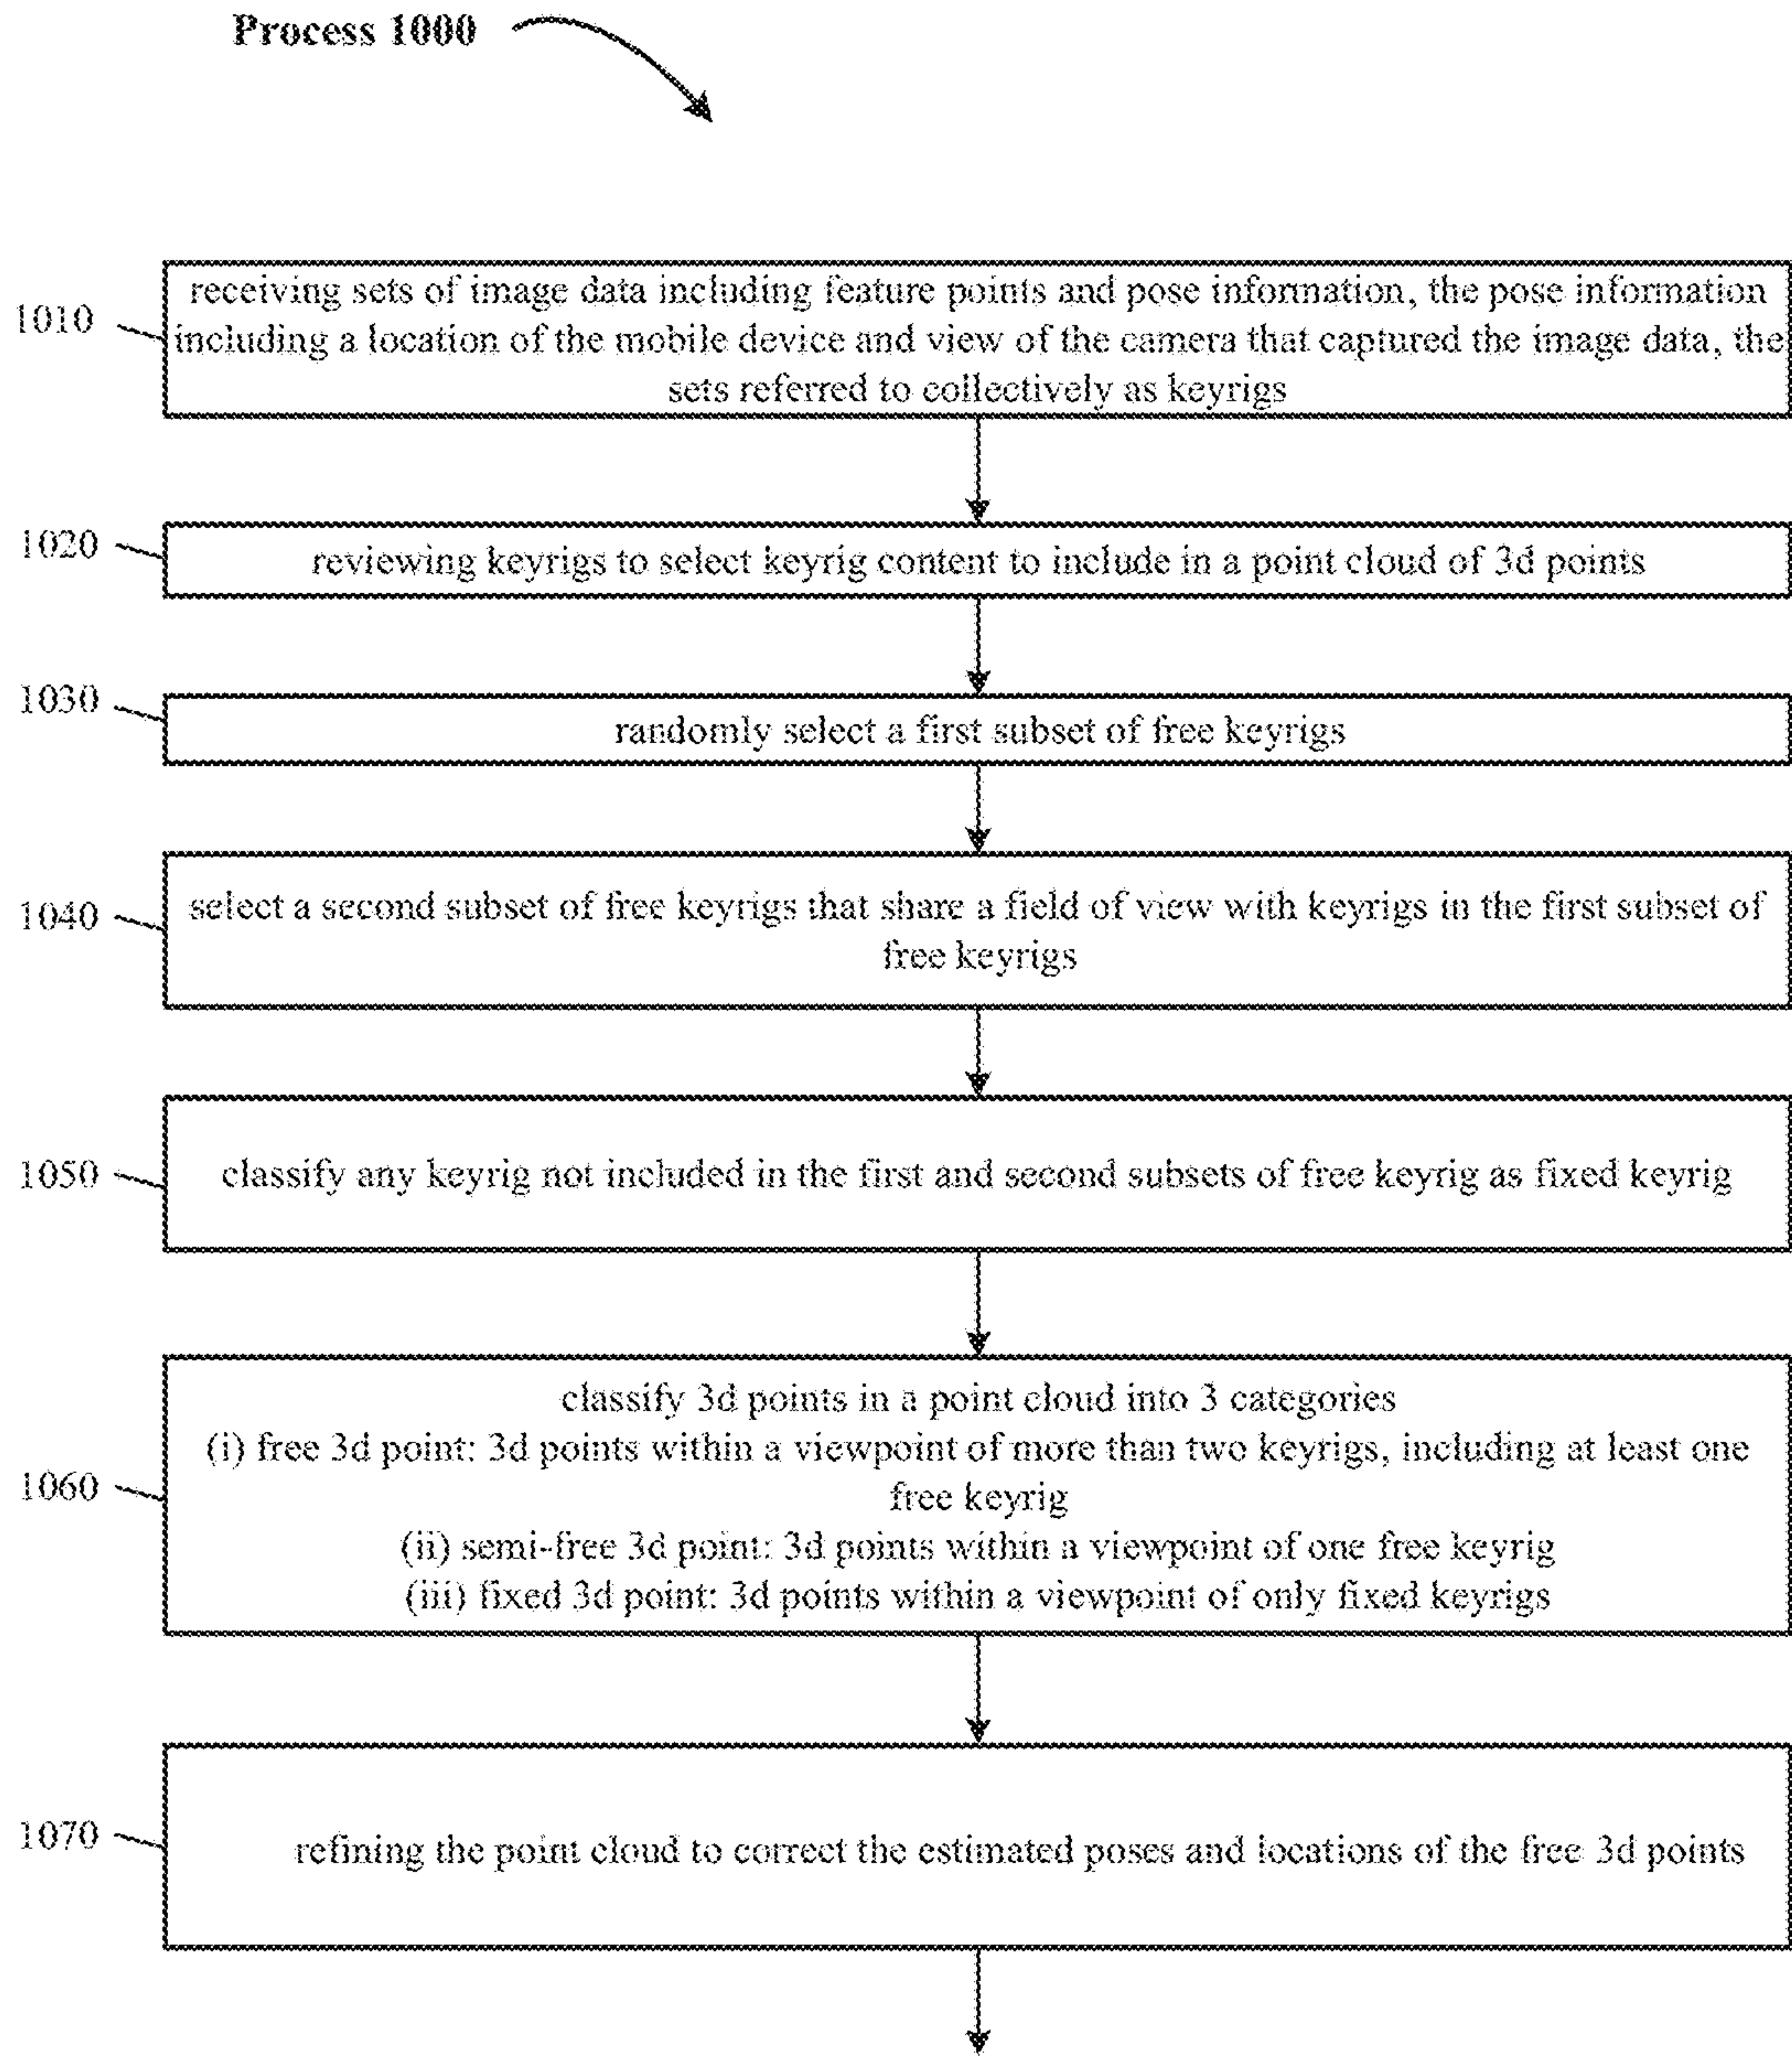 Process 1000
1010
receiving sets of image data including feature points and pose information, the pose information
including a location of the mobile device and view of the camera that captured the image data, the
sets referred to collectively as keyrigs
1020
reviewing keyrigs to select keyrig content to include in a point cloud of 3d points
1030
randomly select a first subset of free keyrigs
1040
select a second subset of free keyrigs that share a field of view with keyrigs in the first subset of
free keyrigs
1050
classify any keyrig not included in the first and second subsets of free keyrig as fixed keyrig
1060
classify 3d points in a point cloud into 3 categories
(i) free 3d point: 3d points within a viewpoint of more than two keyrigs, including at least one
free keyrig
(ii) semi-free 3d point: 3d points within a viewpoint of one free keyrig
(iii) fixed 3d point: 3d points within a viewpoint of only fixed keyrigs
1070
refining the point cloud to correct the estimated poses and locations of the free 3d points